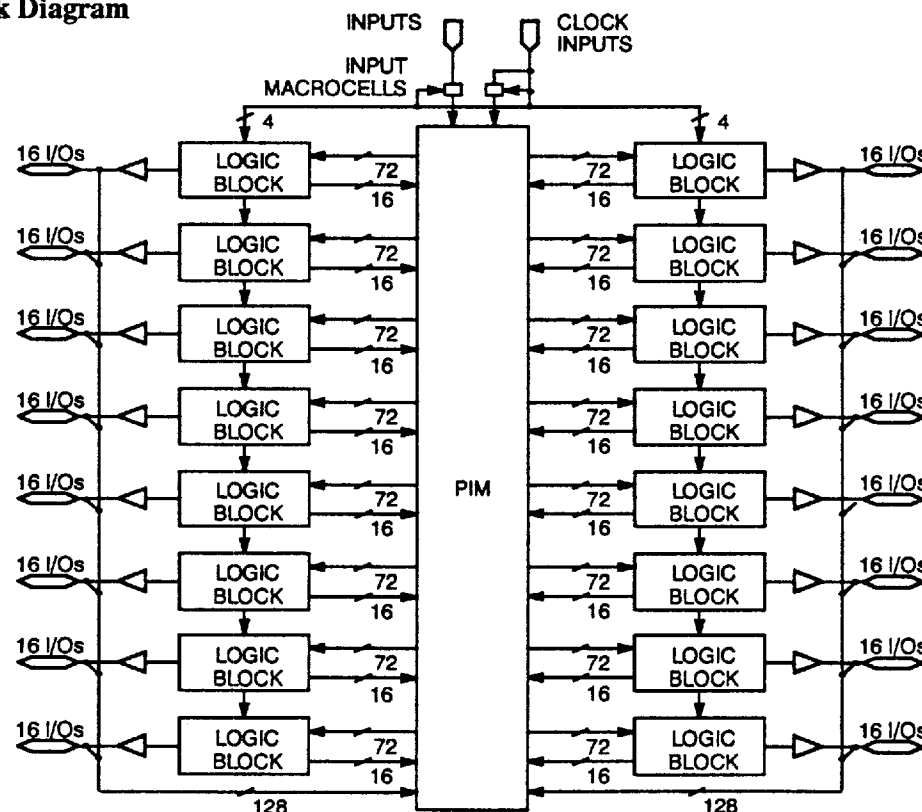 k Diagram
INPUTS
CLOCK
INPUTS
INPUT
MACROCELLS
4
4
16 I/Os
LOGIC
BLOCK
72
16
72
16
LOGIC
BLOCK
16 I/Os
16 I/Os
LOGIC
BLOCK
72
16
72
16
LOGIC
BLOCK
16 I/Os
16 I/Os
LOGIC
BLOCK
72
16
72
16
LOGIC
BLOCK
16 I/Os
16 I/Os
LOGIC
BLOCK
72
16
72
16
LOGIC
BLOCK
16 I/Os
PIM
16 I/Os
LOGIC
BLOCK
72
16
72
16
LOGIC
BLOCK
16 I/Os
16 I/Os
LOGIC
BLOCK
72
16
72
16
LOGIC
BLOCK
16 I/Os
16 I/Os
LOGIC
BLOCK
72
16
72
16
LOGIC
BLOCK
16 I/Os
16 I/Os
LOGIC
BLOCK
72
16
72
16
LOGIC
BLOCK
16 I/Os
128
128